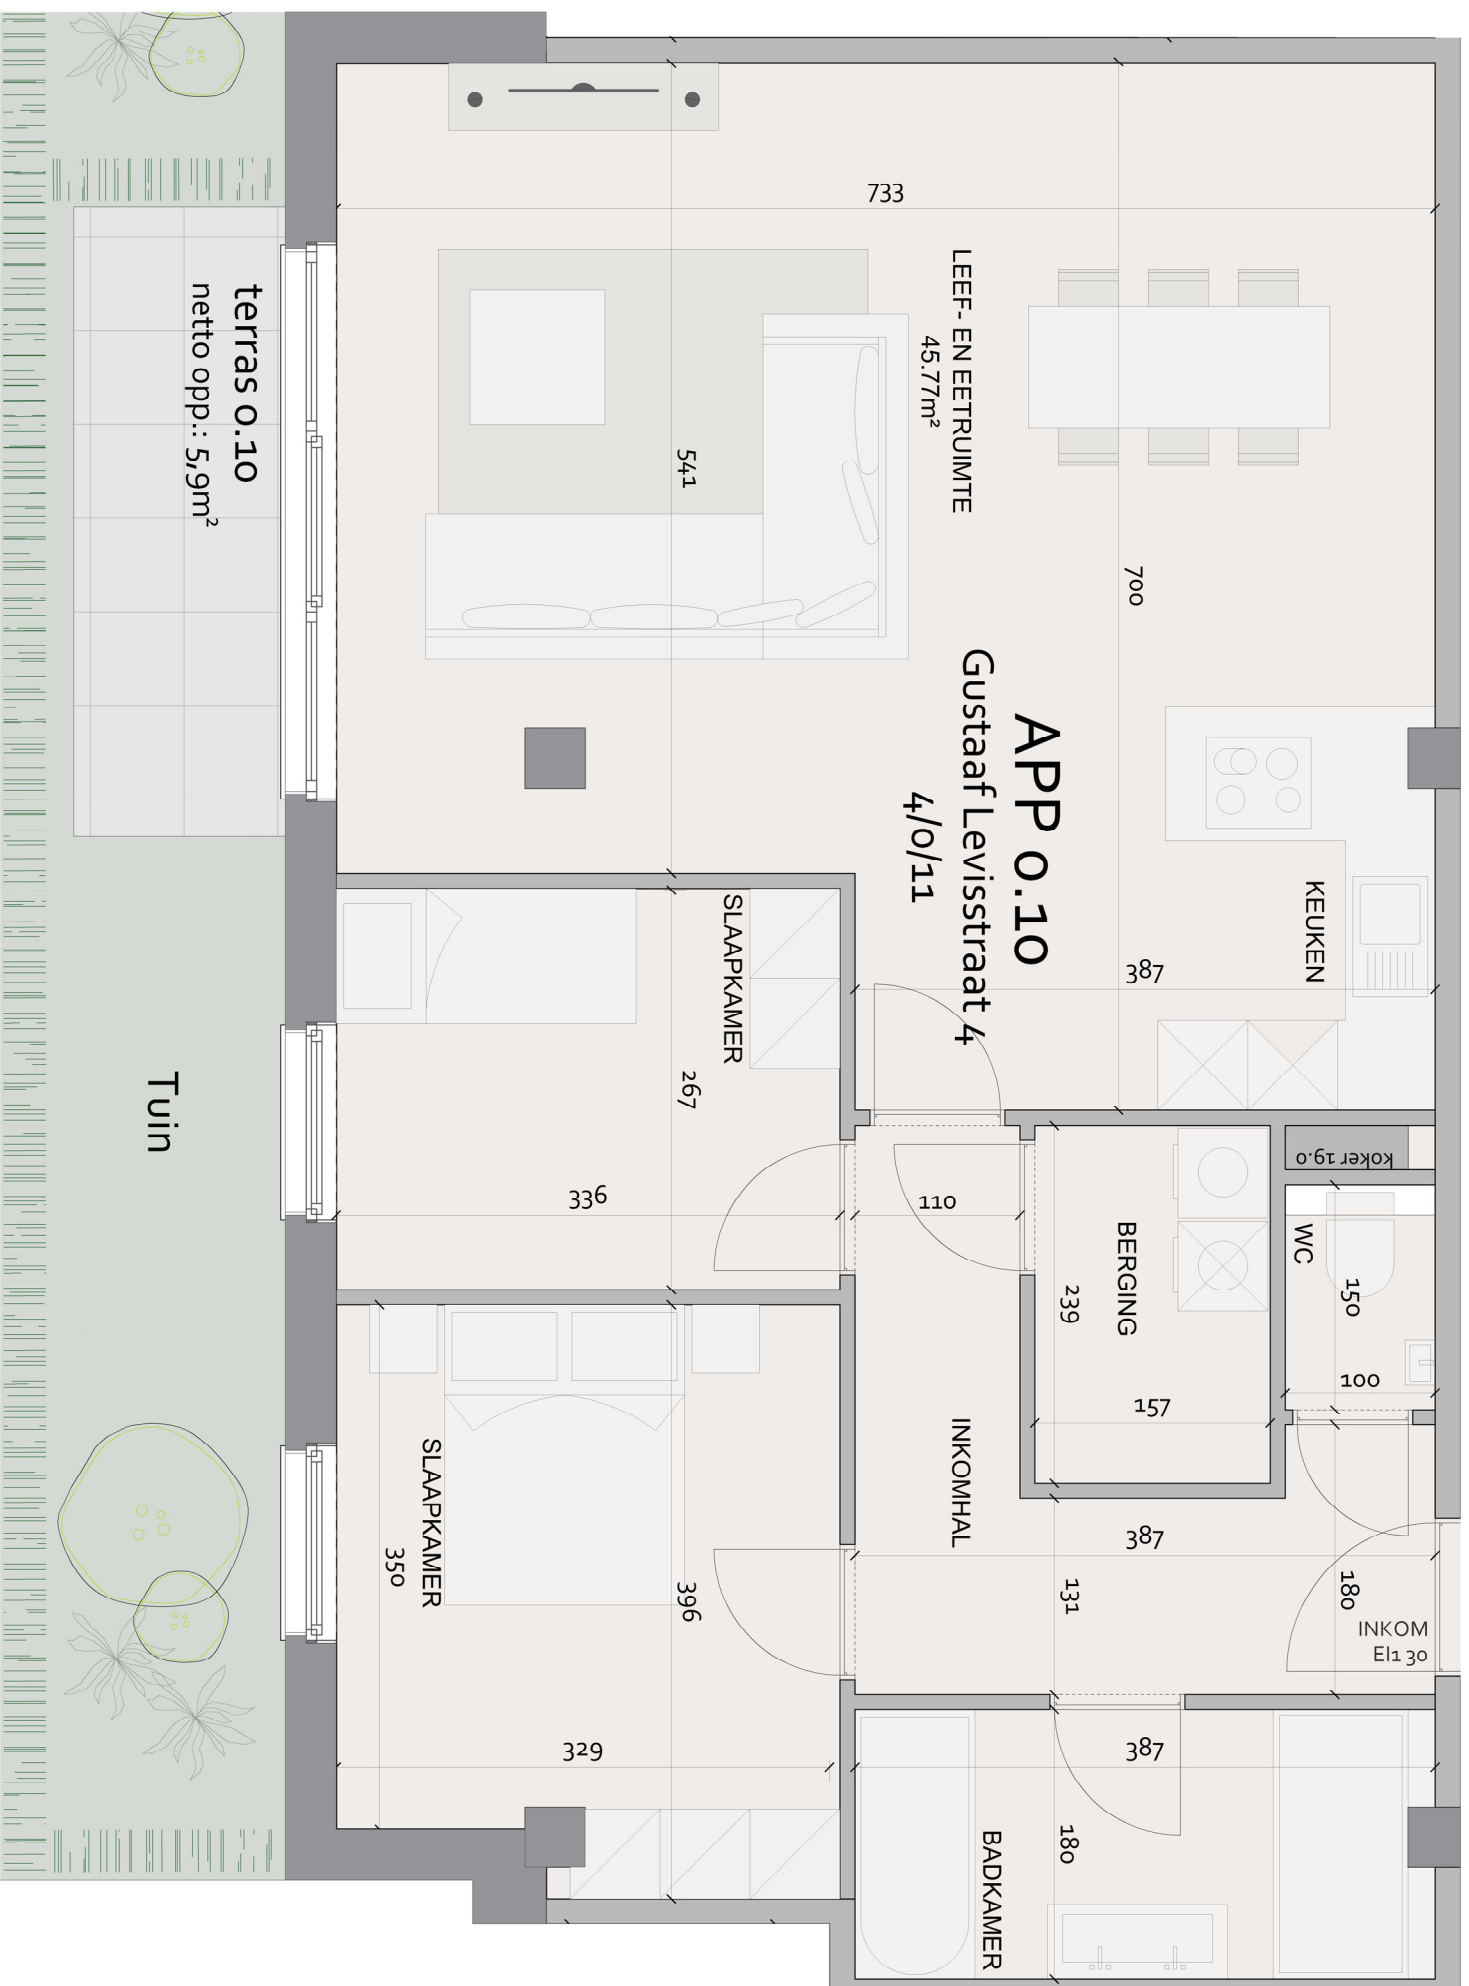 733
LEEF- EN EETRUIMTE
45.77m²
541
700
terras 0.10
netto opp.: 5,9m²
APP 0.10
Gustaaf Levisstraat 4
4/0/11
KEUKEN
387
SLAAPKAMER
267
336
110
koker 19.0
WC
150
100
BERGING
239
157
Tuin
INKOMHAL
387
131
180
INKOM
EI1 30
SLAAPKAMER
350
396
329
387
180
BADKAMER